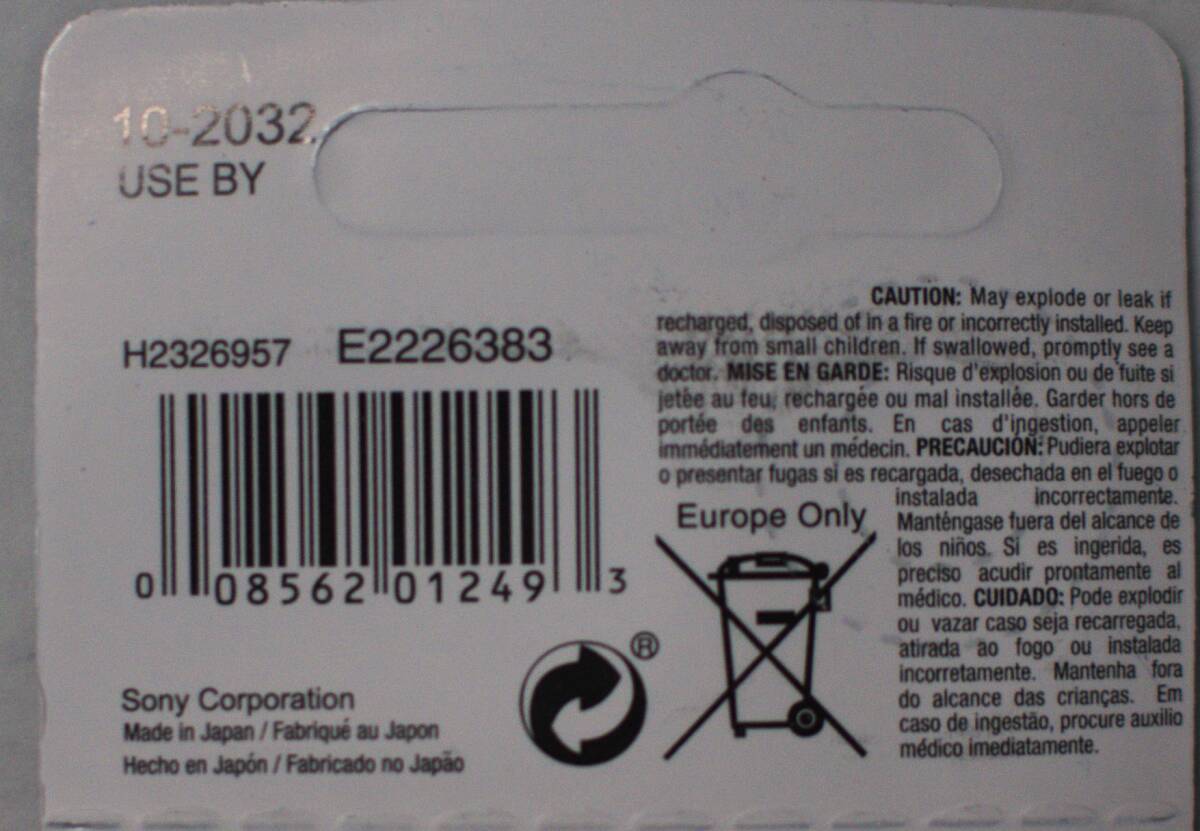 10-2032
USE BY
H2326957 E2226383
0 08562 01249 3
Sony Corporation
Made in Japan / Fabriqué au Japon
Hecho en Japón / Fabricado no Japão
®
Europe Only
CAUTION: May explode or leak if
recharged, disposed of in a fire or incorrectly installed. Keep
away from small children. If swallowed, promptly see a
doctor. MISE EN GARDE: Risque d'explosion ou de fuite si
jetée au feu, rechargée ou mal installée. Garder hors de
portée des enfants. En cas d'ingestion, appeler
immédiatement un médecin. PRECAUCIÓN: Pudiera explotar
o presentar fugas si es recargada, desechada en el fuego o
instalada incorrectamente.
Manténgase fuera del alcance de
los niños. Si es ingerida, es
preciso acudir prontamente al
médico. CUIDADO: Pode explodir
ou vazar caso seja recarregada,
atirada ao fogo ou instalada
incorretamente. Mantenha fora
do alcance das crianças. Em
caso de ingestão, procure auxilio
médico imediatamente.